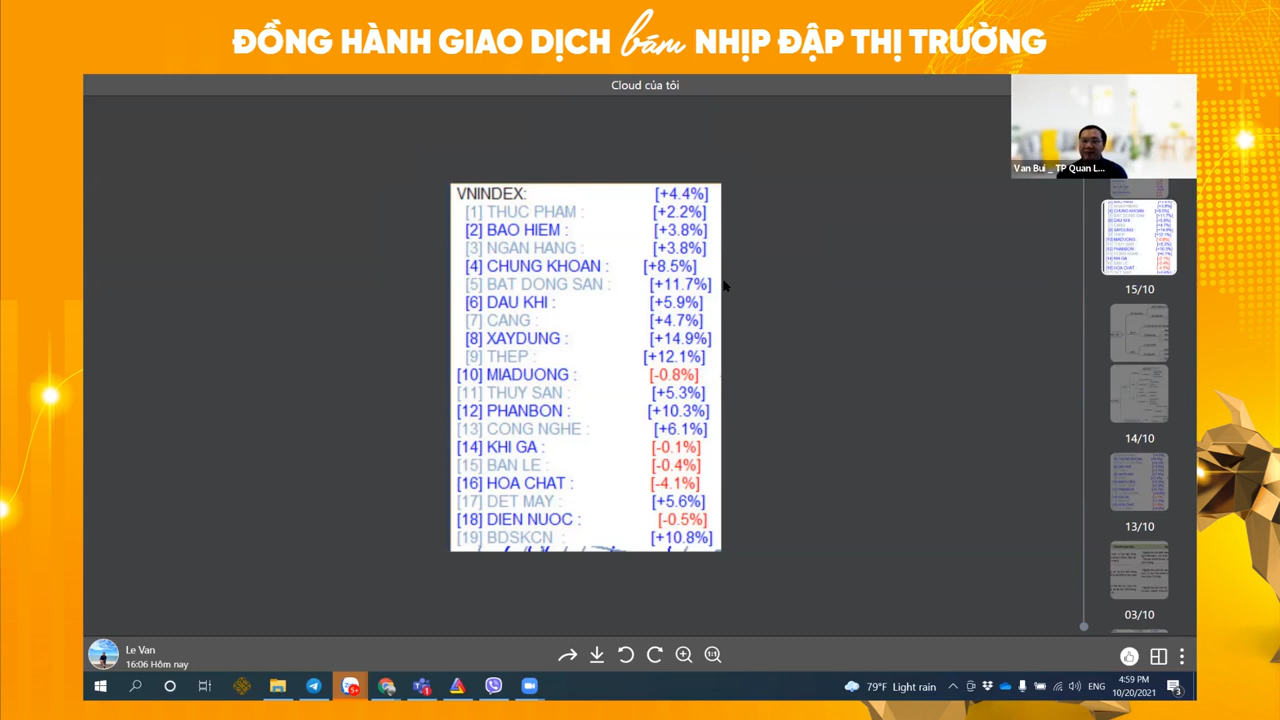 ĐỒNG HÀNH GIAO DỊCH bám NHỊP ĐẬP THỊ TRƯỜNG
Cloud của tôi
Van Bui _ TP Quan L...
VNINDEX: [+4.4%]
[1] THUC PHAM : [+2.2%]
[2] BAO HIEM : [+3.8%]
[3] NGAN HANG : [+3.8%]
[4] CHUNG KHOAN : [+8.5%]
[5] BAT DONG SAN : [+11.7%]
[6] DAU KHI : [+5.9%]
[7] CANG : [+4.7%]
[8] XAYDUNG : [+14.9%]
[9] THEP : [+12.1%]
[10] MIADUONG : [-0.8%]
[11] THUY SAN : [+5.3%]
[12] PHANBON : [+10.3%]
[13] CONG NGHE : [+6.1%]
[14] KHI GA : [-0.1%]
[15] BAN LE : [-0.4%]
[16] HOA CHAT : [-4.1%]
[17] DET MAY : [+5.6%]
[18] DIEN NUOC : [-0.5%]
[19] BDSKCN : [+10.8%]
15/10
14/10
13/10
03/10
Le Van
16:06 Hôm nay
79°F Light rain
ENG
4:59 PM
10/20/2021